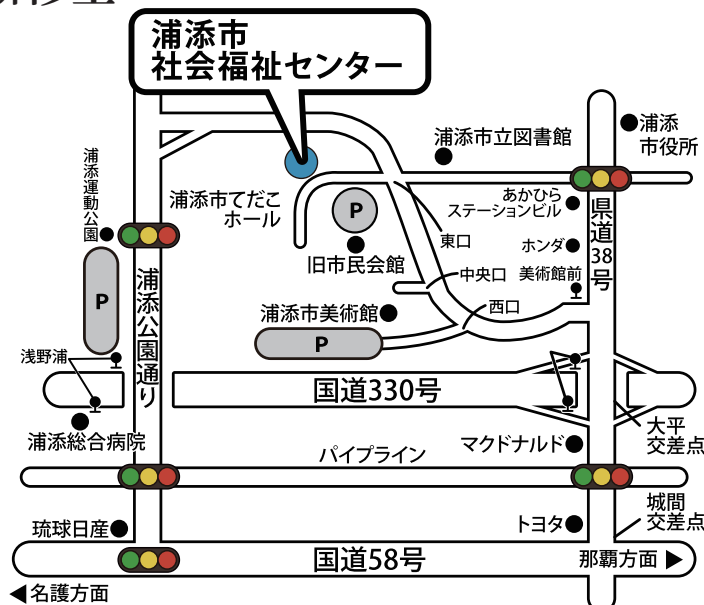 浦添市
社会福祉センター
浦添市立図書館
浦添
市役所
浦添運動公園
浦添市てだこ
ホール
P
あかひら
ステーションビル
県道38号
東口
ホンダ
旧市民会館
中央口
美術館前
浦添公園通り
P
浦添市美術館
西口
P
浅野浦
国道330号
浦添総合病院
パイプライン
マクドナルド
大平
交差点
琉球日産
トヨタ
城間
交差点
国道58号
那覇方面 ▶
◀ 名護方面